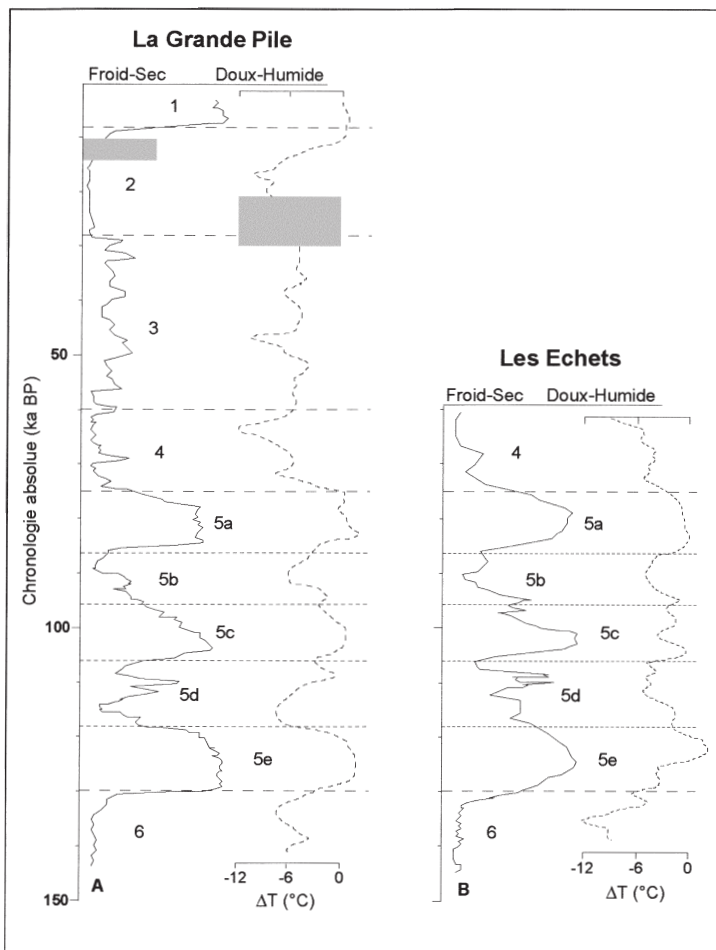 La Grande Pile
Froid-Sec Doux-Humide
1
2
3
50
Les Echets
Froid-Sec Doux-Humide
Chronologie absolue (ka BP)
4
4
5a
5a
5b
5b
100
5c
5c
5d
5d
5e
5e
6
6
-12 -6 0
-12 -6 0
150
A
ΔT (°C)
B
ΔT (°C)